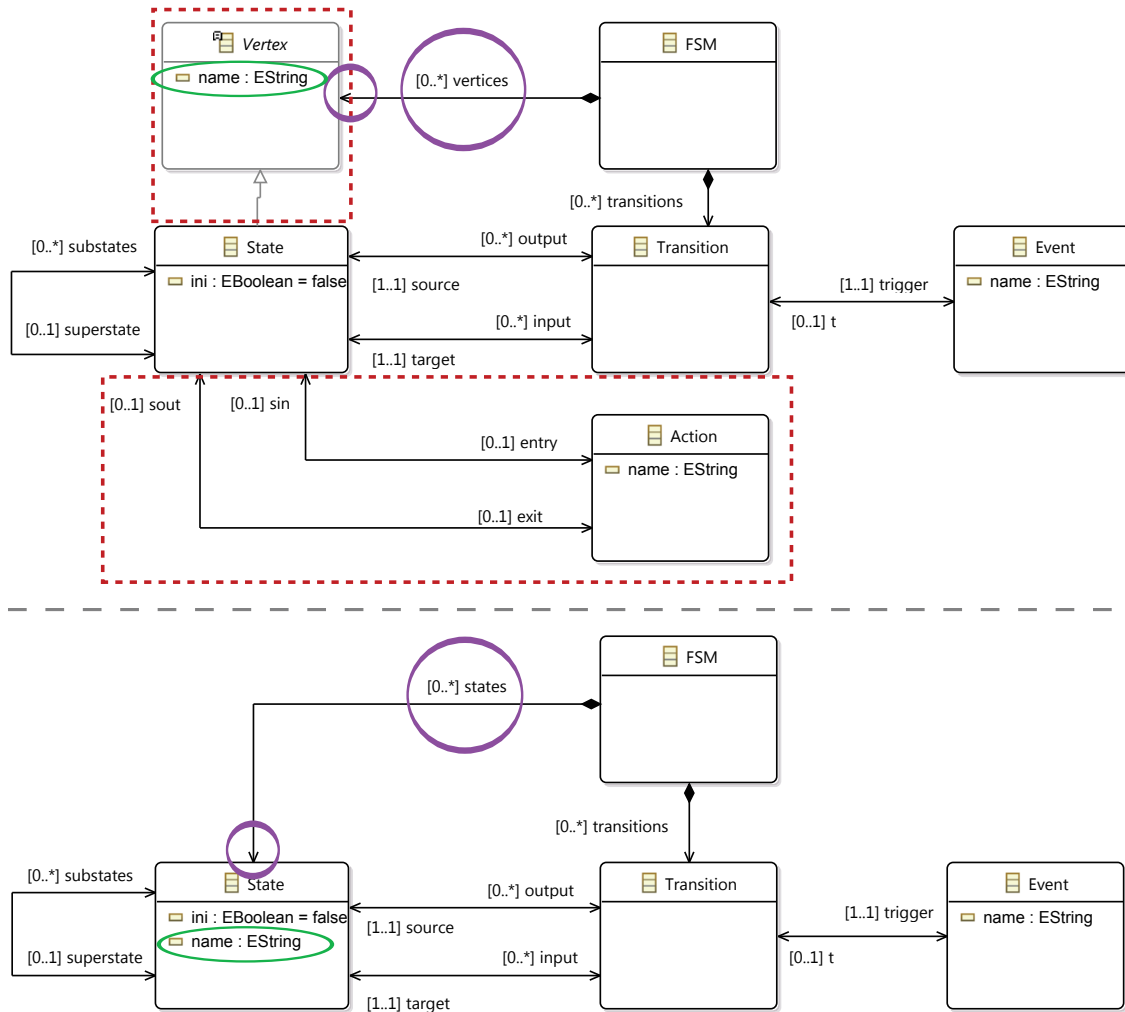 Vertex
name : EString
[0..*] vertices
FSM
[0..*] transitions
[0..*] substates
[0..1] superstate
State
ini : EBoolean = false
[0..*] output
[1..1] source
[0..*] input
[1..1] target
Transition
[1..1] trigger
[0..1] t
Event
name : EString
[0..1] sout
[0..1] sin
[0..1] entry
[0..1] exit
Action
name : EString
[0..*] states
FSM
[0..*] transitions
[0..*] substates
[0..1] superstate
State
ini : EBoolean = false
name : EString
[0..*] output
[1..1] source
[0..*] input
[1..1] target
Transition
[1..1] trigger
[0..1] t
Event
name : EString